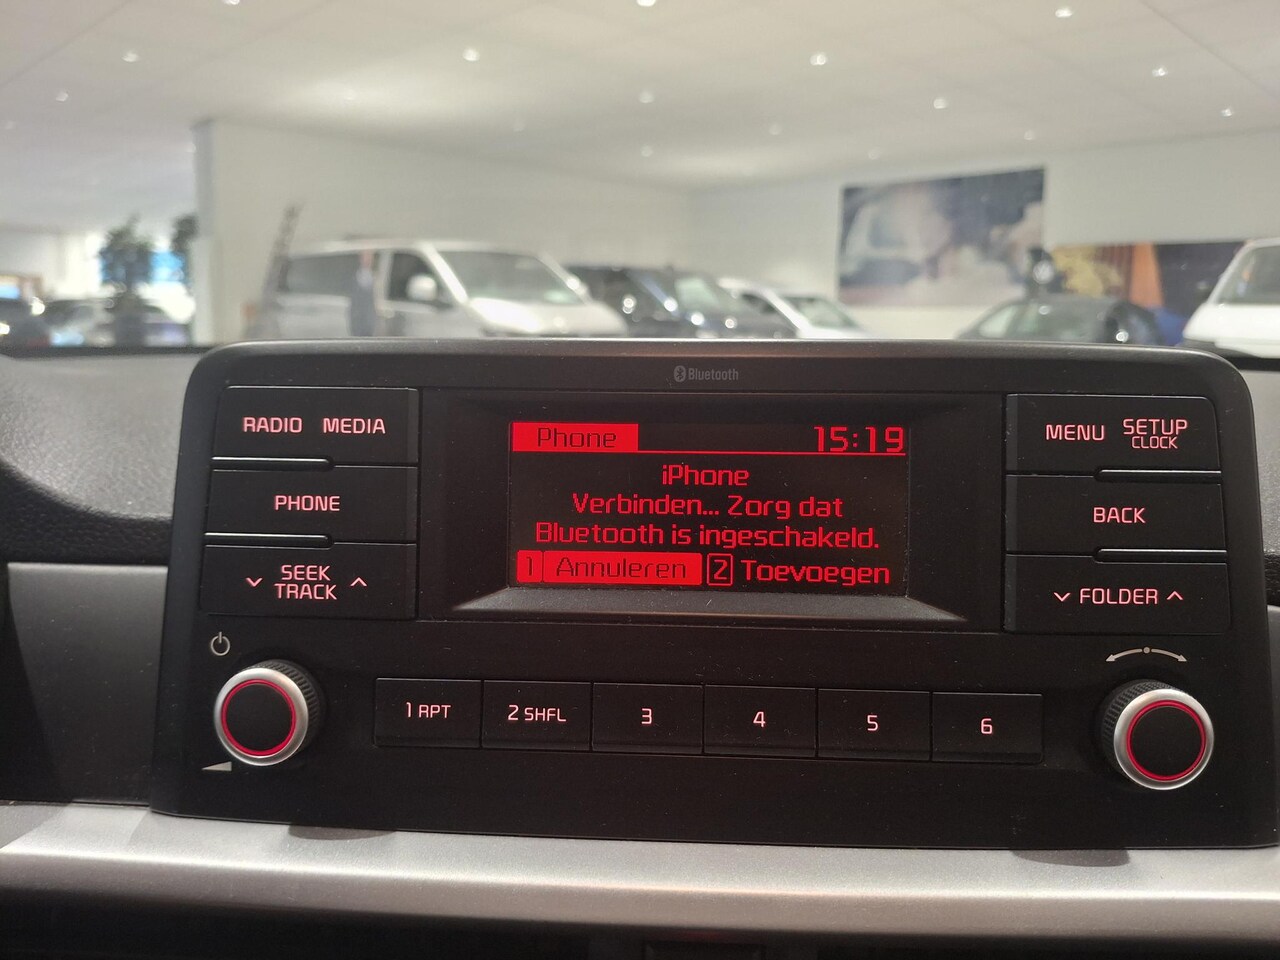 Bluetooth
RADIO MEDIA
PHONE
SEEK
TRACK
Phone 15:19
iPhone
Verbinden... Zorg dat
Bluetooth is ingeschakeld.
1 Annuleren 2 Toevoegen
MENU SETUP
CLOCK
BACK
FOLDER
1 RPT 2 SHFL 3 4 5 6